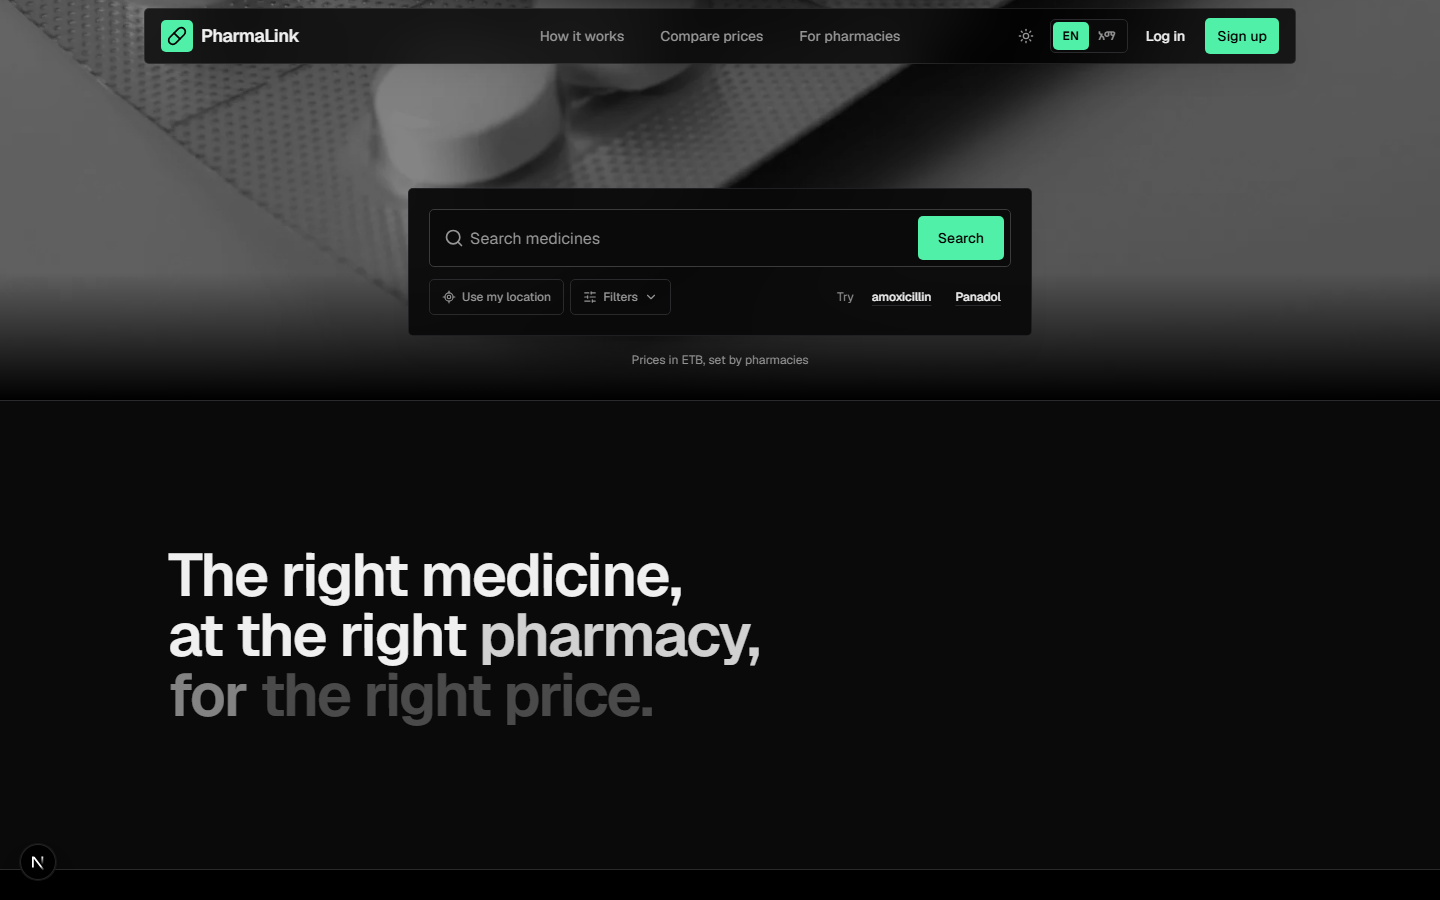 PharmaLink
How it works
Compare prices
For pharmacies
EN
አማ
Log in
Sign up
Search medicines
Search
Use my location
Filters
Try
amoxicillin
Panadol
Prices in ETB, set by pharmacies
The right medicine,
at the right pharmacy,
for the right price.
N